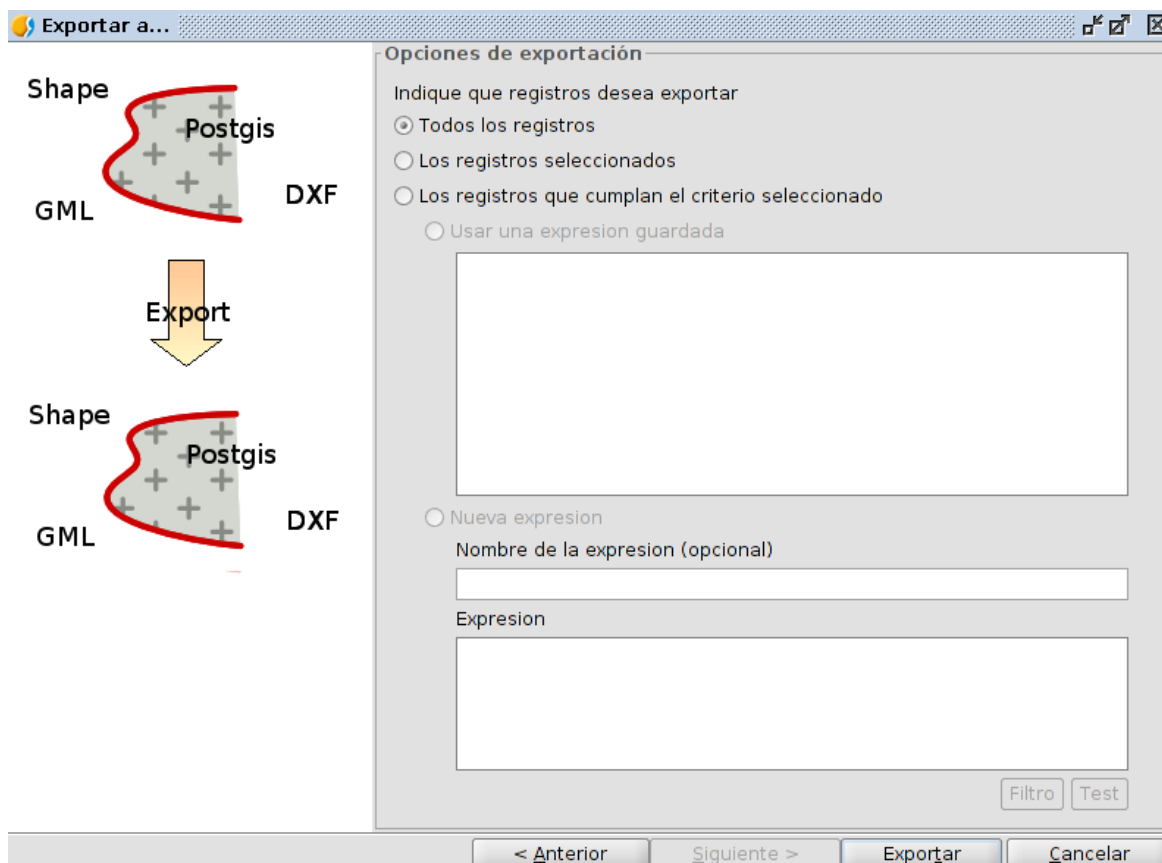 Exportar a...
Shape
Postgis
GML
DXF
Export
Shape
Postgis
GML
DXF
Opciones de exportación
Indique que registros desea exportar
Todos los registros
Los registros seleccionados
Los registros que cumplan el criterio seleccionado
Usar una expresion guardada
Nueva expresion
Nombre de la expresion (opcional)
Expresion
Filtro Test
< Anterior Siguiente > Exportar Cancelar